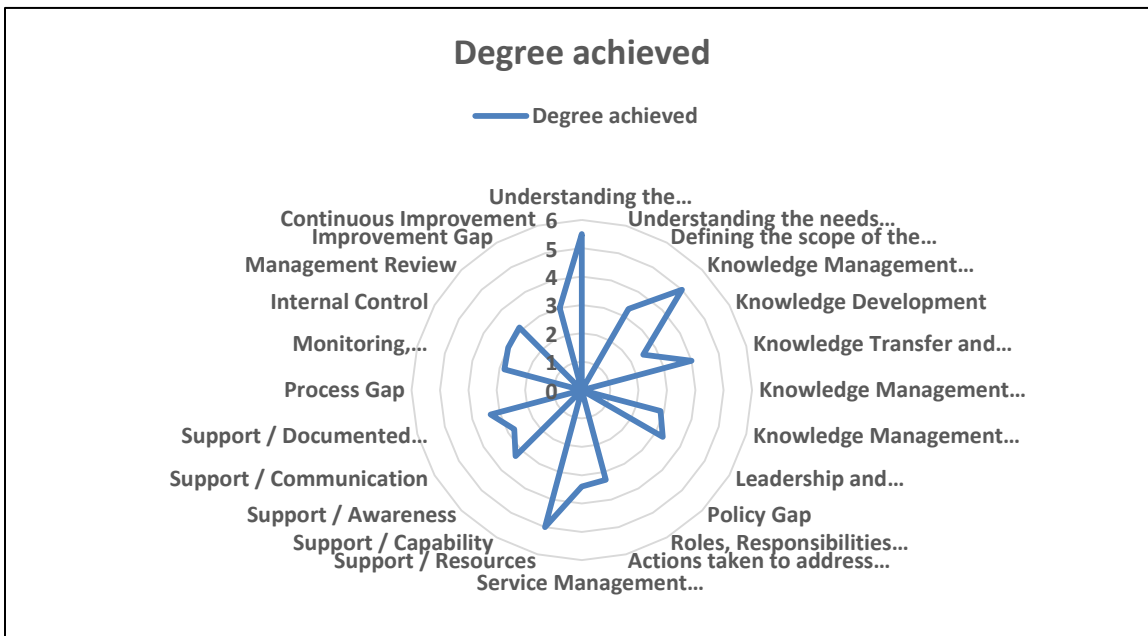 Degree achieved
Degree achieved
Understanding the...
Understanding the needs...
Defining the scope of the...
Knowledge Management...
Knowledge Development
Knowledge Transfer and...
Knowledge Management...
Knowledge Management...
Leadership and...
Policy Gap
Roles, Responsibilities...
Actions taken to address...
Service Management...
Support / Resources
Support / Capability
Support / Awareness
Support / Communication
Support / Documented...
Process Gap
Monitoring,...
Internal Control
Management Review
Improvement Gap
Continuous Improvement
6
5
4
3
2
1
0